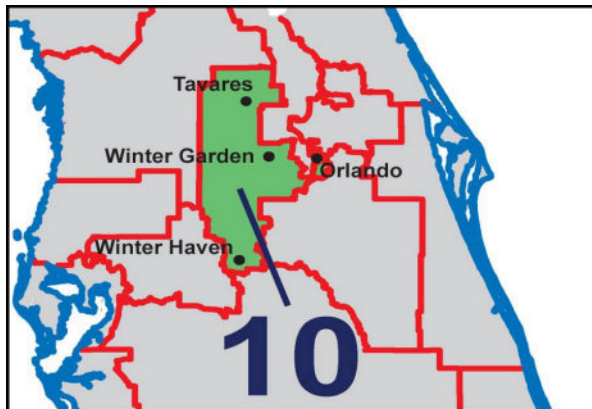 Tavares
Winter Garden
Orlando
Winter Haven
10